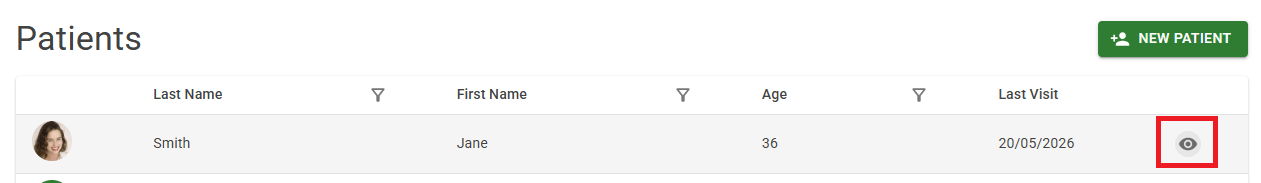 Patients
NEW PATIENT
Last Name First Name Age Last Visit
Smith Jane 36 20/05/2026